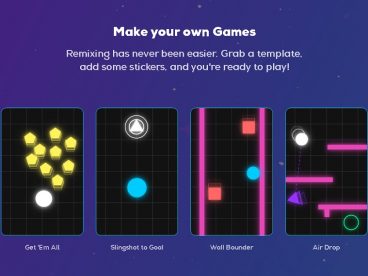 Make your own Games
Remixing has never been easier. Grab a template,
add some stickers, and you're ready to play!
Get 'Em All
Slingshot to Goal
Wall Bounder
Air Drop